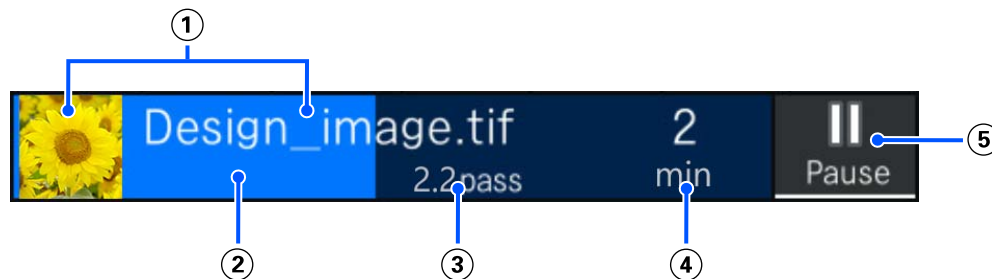 ①
Design_image.tif
2
2.2pass
min
Pause
⑤
②
③
④